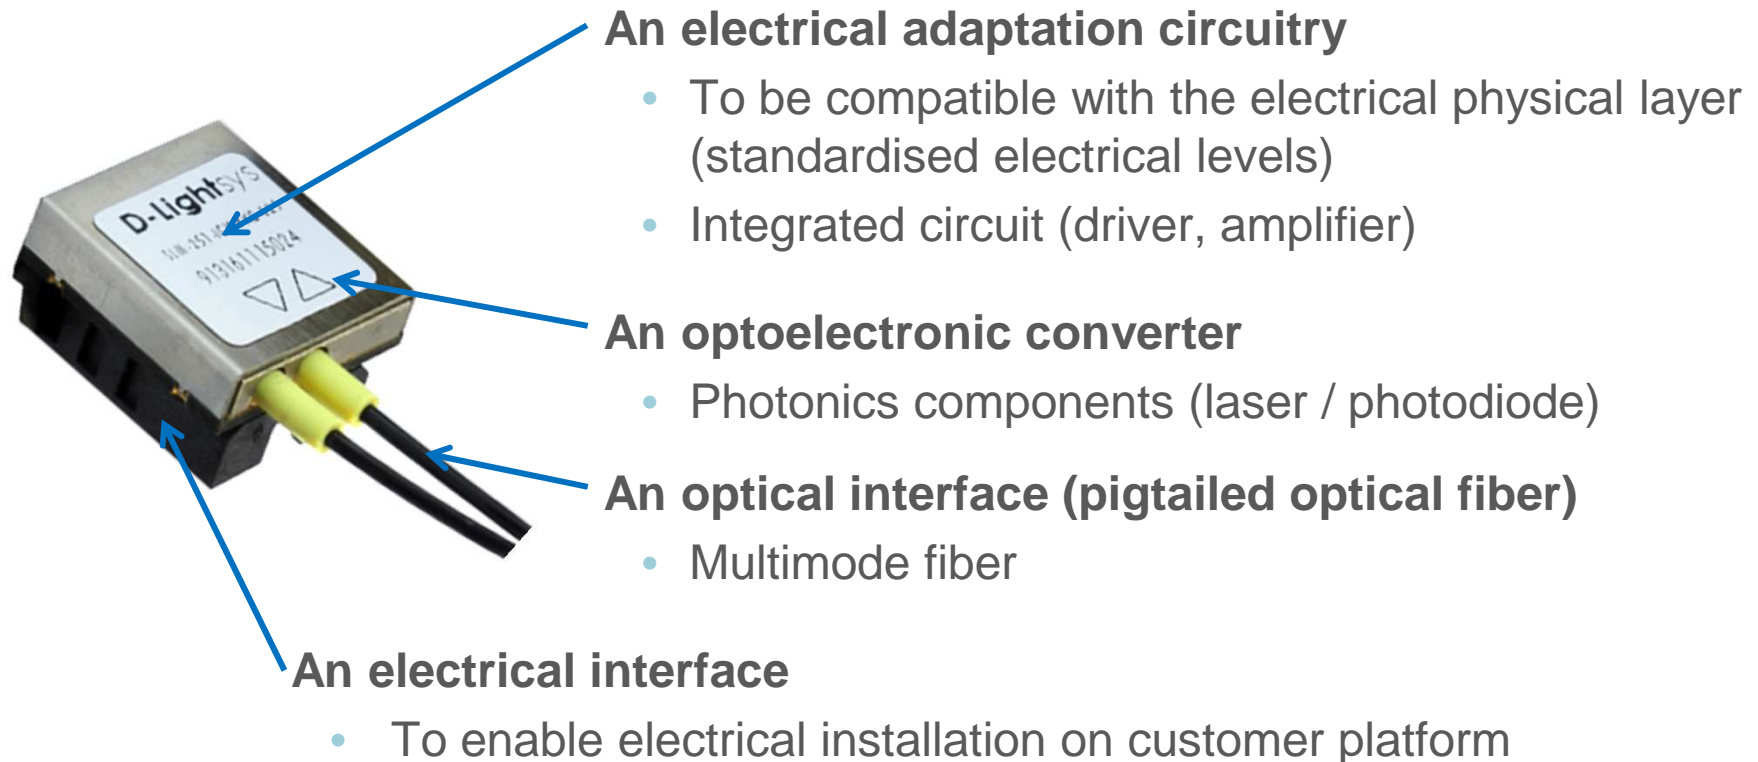 An electrical adaptation circuitry
• To be compatible with the electrical physical layer
(standardised electrical levels)
• Integrated circuit (driver, amplifier)
D-Lightsys
913161115024
An optoelectronic converter
• Photonics components (laser / photodiode)
An optical interface (pigtailed optical fiber)
• Multimode fiber
An electrical interface
• To enable electrical installation on customer platform